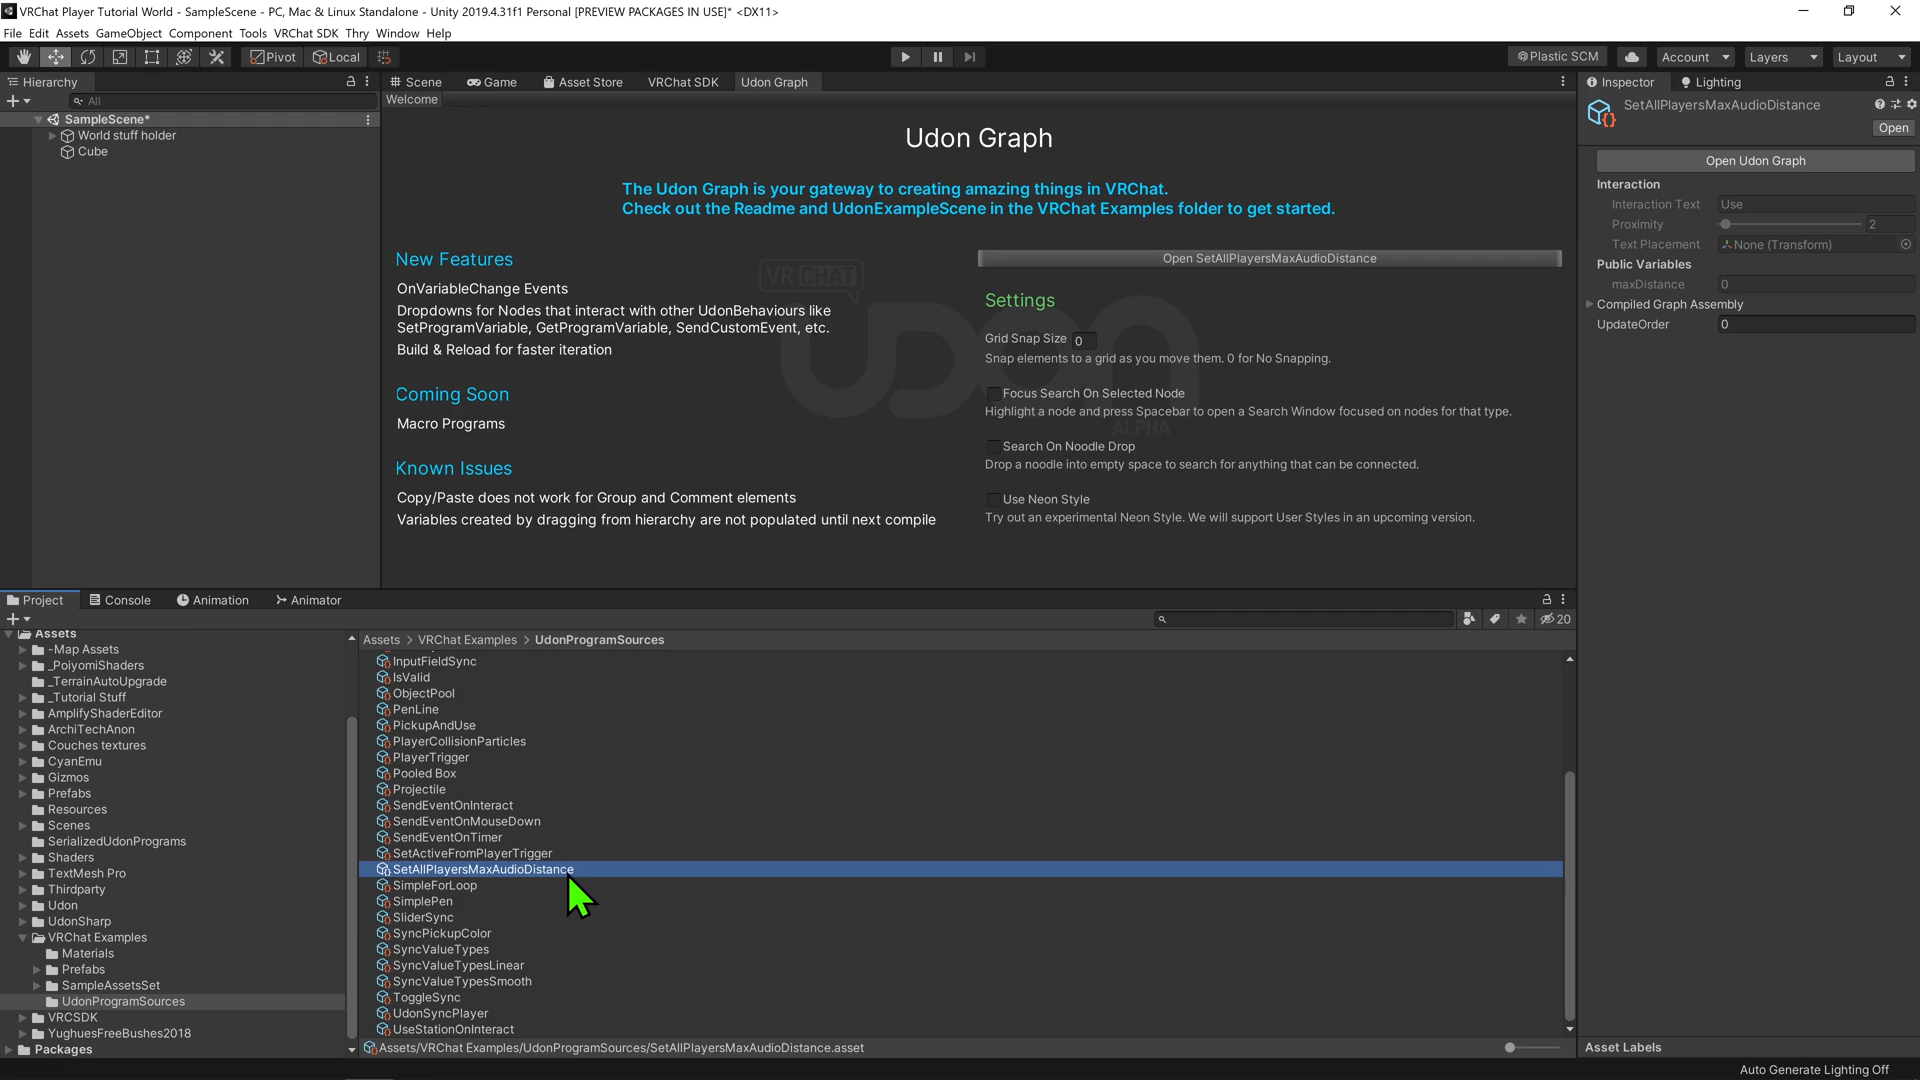 VRChat Player Tutorial World - SampleScene - PC, Mac & Linux Standalone - Unity 2019.4.31f1 Personal [PREVIEW PACKAGES IN USE]* <DX11>
File Edit Assets GameObject Component Tools VRChat SDK Thry Window Help
Pivot Local Plastic SCM Account Layers Layout
Hierarchy
All
SampleScene*
World stuff holder
Cube
Scene Game Asset Store VRChat SDK Udon Graph
Welcome
Udon Graph
The Udon Graph is your gateway to creating amazing things in VRChat.
Check out the Readme and UdonExampleScene in the VRChat Examples folder to get started.
New Features
OnVariableChange Events
Dropdowns for Nodes that interact with other UdonBehaviours like
SetProgramVariable, GetProgramVariable, SendCustomEvent, etc.
Build & Reload for faster iteration
Coming Soon
Macro Programs
Known Issues
Copy/Paste does not work for Group and Comment elements
Variables created by dragging from hierarchy are not populated until next compile
VRCHAT
UDON
ALPHA
Open SetAllPlayersMaxAudioDistance
Settings
Grid Snap Size 0
Snap elements to a grid as you move them. 0 for No Snapping.
Focus Search On Selected Node
Highlight a node and press Spacebar to open a Search Window focused on nodes for that type.
Search On Noodle Drop
Drop a noodle into empty space to search for anything that can be connected.
Use Neon Style
Try out an experimental Neon Style. We will support User Styles in an upcoming version.
Inspector Lighting
SetAllPlayersMaxAudioDistance
Open
Open Udon Graph
Interaction
Interaction Text Use
Proximity 2
Text Placement None (Transform)
Public Variables
maxDistance 0
Compiled Graph Assembly
UpdateOrder 0
Project Console Animation Animator
20
Assets
-Map Assets
_PoiyomiShaders
_TerrainAutoUpgrade
_Tutorial Stuff
AmplifyShaderEditor
ArchiTechAnon
Couches textures
CyanEmu
Gizmos
Prefabs
Resources
Scenes
SerializedUdonPrograms
Shaders
TextMesh Pro
Thirdparty
Udon
UdonSharp
VRChat Examples
Materials
Prefabs
SampleAssetsSet
UdonProgramSources
VRCSDK
YughuesFreeBushes2018
Packages
Assets > VRChat Examples > UdonProgramSources
InputFieldSync
IsValid
ObjectPool
PenLine
PickupAndUse
PlayerCollisionParticles
PlayerTrigger
Pooled Box
Projectile
SendEventOnInteract
SendEventOnMouseDown
SendEventOnTimer
SetActiveFromPlayerTrigger
SetAllPlayersMaxAudioDistance
SimpleForLoop
SimplePen
SliderSync
SyncPickupColor
SyncValueTypes
SyncValueTypesLinear
SyncValueTypesSmooth
ToggleSync
UdonSyncPlayer
UseStationOnInteract
Assets/VRChat Examples/UdonProgramSources/SetAllPlayersMaxAudioDistance.asset
Asset Labels
Auto Generate Lighting Off